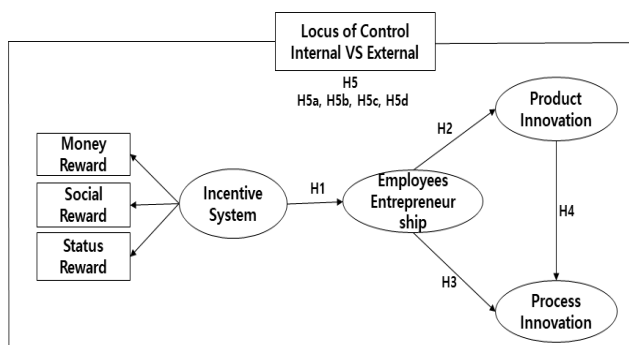 Locus of Control
Internal VS External
H5
H5a, H5b, H5c, H5d
Product
Innovation
H2
Money
Reward
Social
Reward
Status
Reward
Incentive
System
H1
Employees
Entrepreneur
ship
H4
H3
Process
Innovation